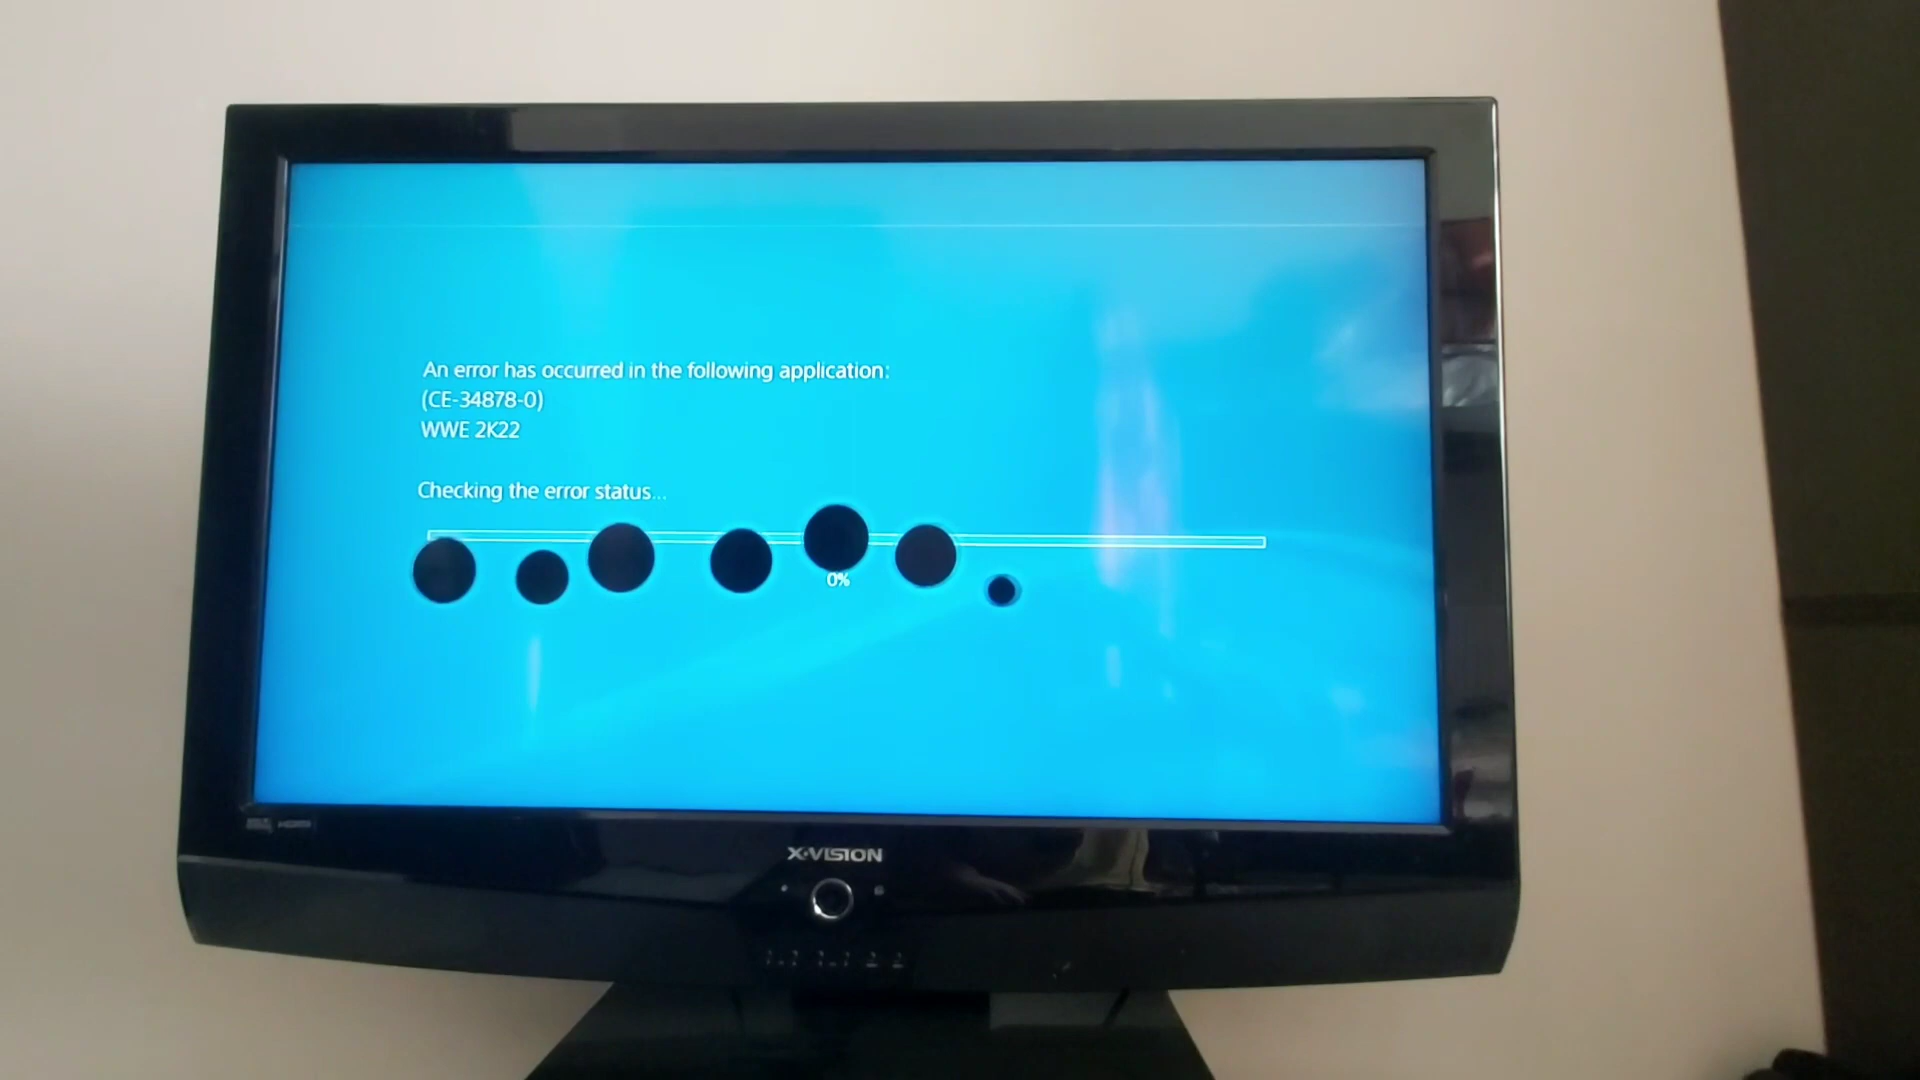 An error has occurred in the following application:
(CE-34878-0)
WWE 2K22
Checking the error status...
0%
HDMI
X·VISION